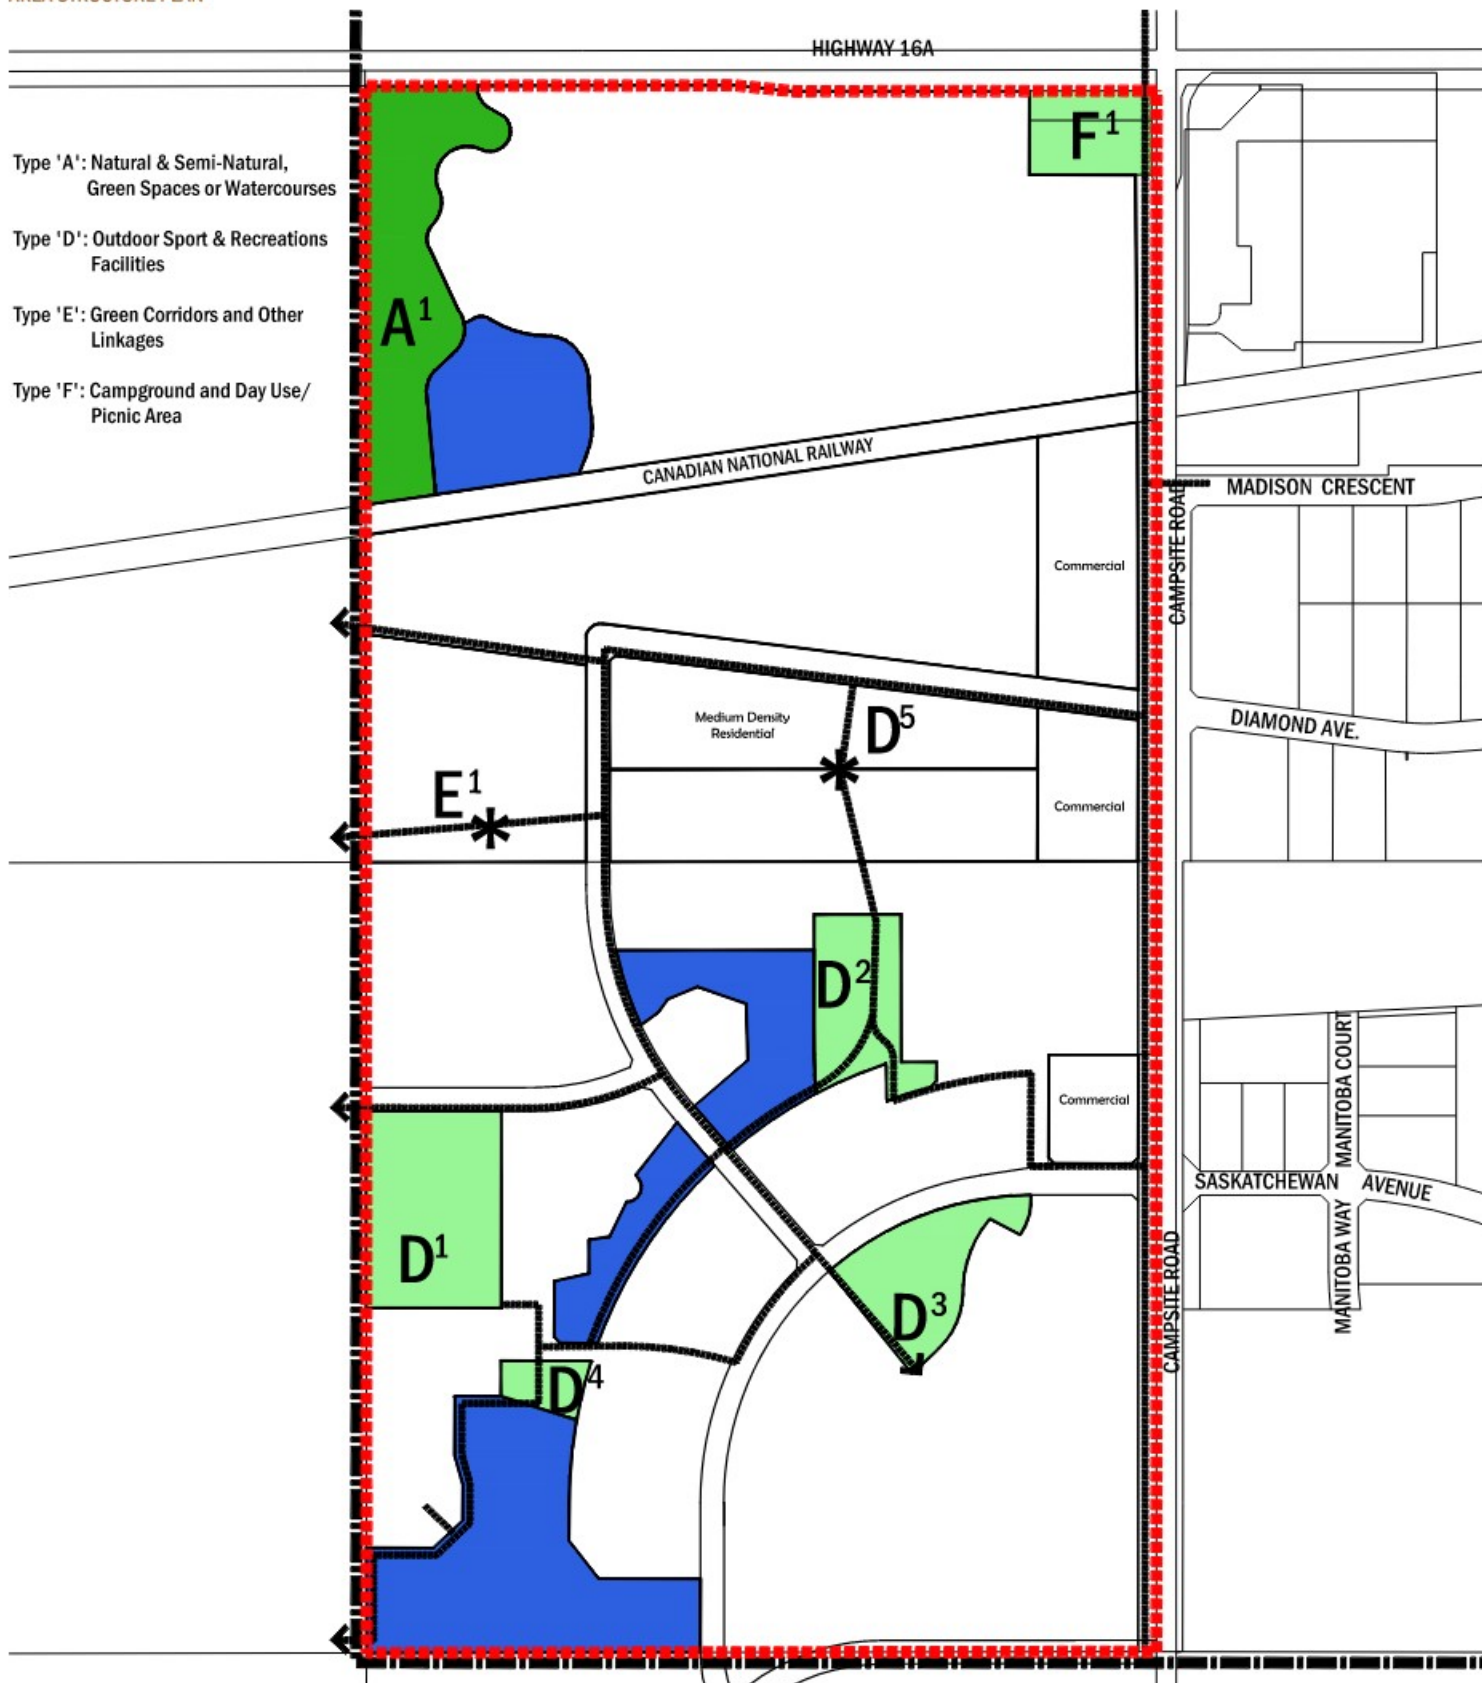 AREA STRUCTURE PLAN
HIGHWAY 16A
F1
Type 'A': Natural & Semi-Natural,
Green Spaces or Watercourses
Type 'D': Outdoor Sport & Recreations
Facilities
A1
Type 'E': Green Corridors and Other
Linkages
Type 'F': Campground and Day Use/
Picnic Area
CANADIAN NATIONAL RAILWAY
MADISON CRESCENT
CAMPSITE ROAD
Commercial
Medium Density
Residential
D5
DIAMOND AVE.
E1
Commercial
D2
MANITOBA COURT
Commercial
SASKATCHEWAN AVENUE
MANITOBA WAY
D1
CAMPSITE ROAD
D3
D4